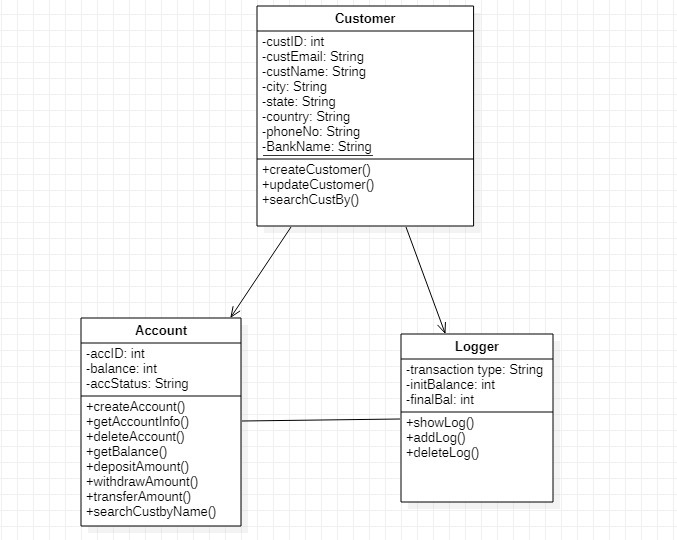 Customer
-custID: int
-custEmail: String
-custName: String
-city: String
-state: String
-country: String
-phoneNo: String
-BankName: String
+createCustomer()
+updateCustomer()
+searchCustBy()
Account
-accID: int
-balance: int
-accStatus: String
+createAccount()
+getAccountInfo()
+deleteAccount()
+getBalance()
+depositAmount()
+withdrawAmount()
+transferAmount()
+searchCustbyName()
Logger
-transaction type: String
-initBalance: int
-finalBal: int
+showLog()
+addLog()
+deleteLog()